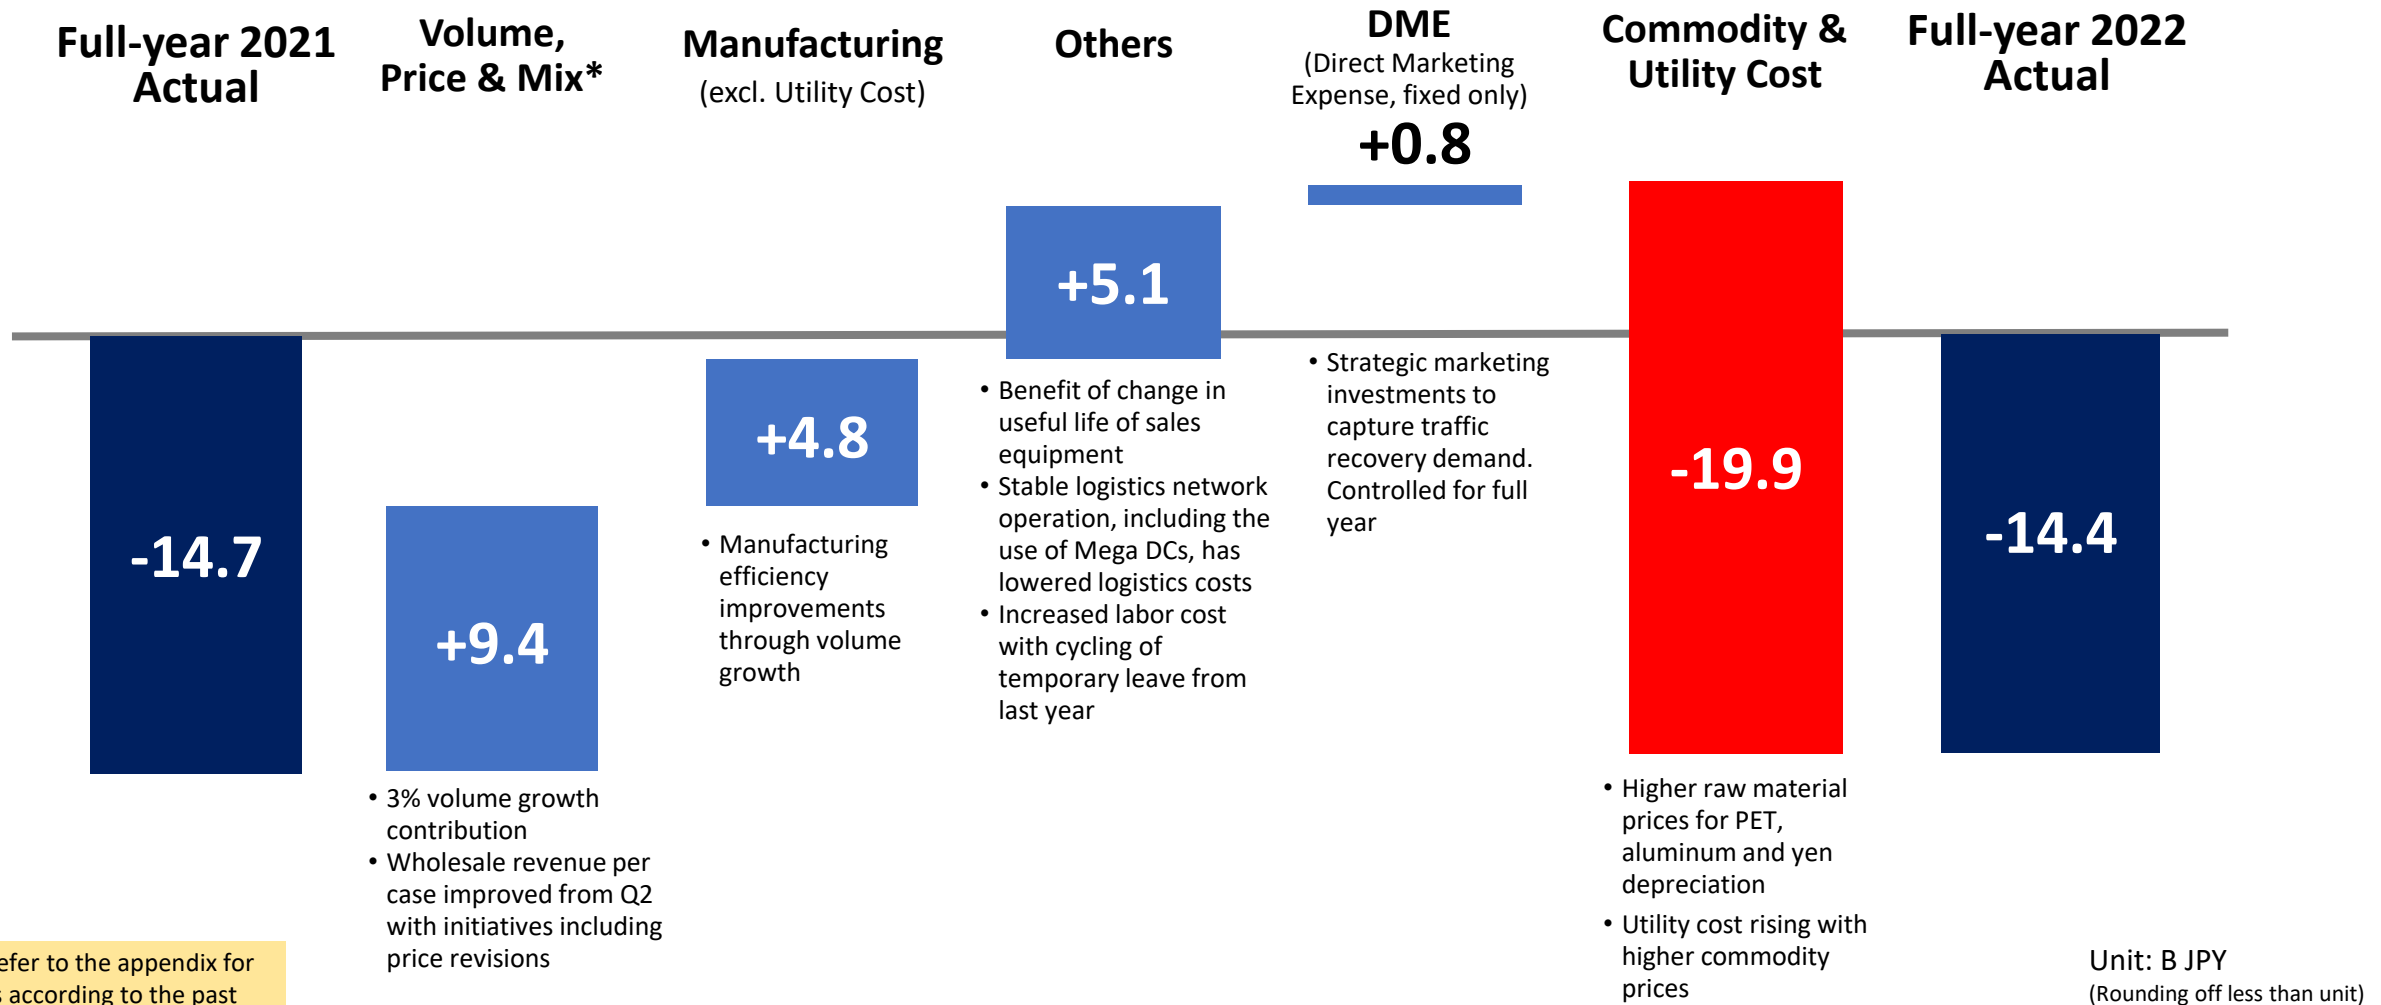 Full-year 2021
Actual
Volume,
Price & Mix*
Manufacturing
(excl. Utility Cost)
Others
DME
(Direct Marketing
Expense, fixed only)
+0.8
Commodity &
Utility Cost
Full-year 2022
Actual
-14.7
+9.4
+4.8
+5.1
-19.9
-14.4
• 3% volume growth
contribution
• Wholesale revenue per
case improved from Q2
with initiatives including
price revisions
• Manufacturing
efficiency
improvements
through volume
growth
• Benefit of change in
useful life of sales
equipment
• Stable logistics network
operation, including the
use of Mega DCs, has
lowered logistics costs
• Increased labor cost
with cycling of
temporary leave from
last year
• Strategic marketing
investments to
capture traffic
recovery demand.
Controlled for full
year
• Higher raw material
prices for PET,
aluminum and yen
depreciation
• Utility cost rising with
higher commodity
prices
efer to the appendix for
s according to the past
Unit: B JPY
(Rounding off less than unit)